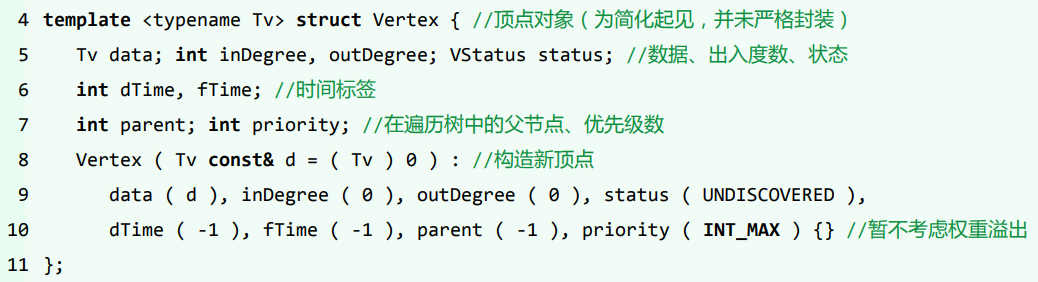 4 template <typename Tv> struct Vertex { //顶点对象（为简化起见，并未严格封装）
5 Tv data; int inDegree, outDegree; VStatus status; //数据、出入度数、状态
6 int dTime, fTime; //时间标签
7 int parent; int priority; //在遍历树中的父节点、优先级数
8 Vertex ( Tv const& d = ( Tv ) 0 ) : //构造新顶点
9 data ( d ), inDegree ( 0 ), outDegree ( 0 ), status ( UNDISCOVERED ),
10 dTime ( -1 ), fTime ( -1 ), parent ( -1 ), priority ( INT_MAX ) {} //暂不考虑权重溢出
11 };